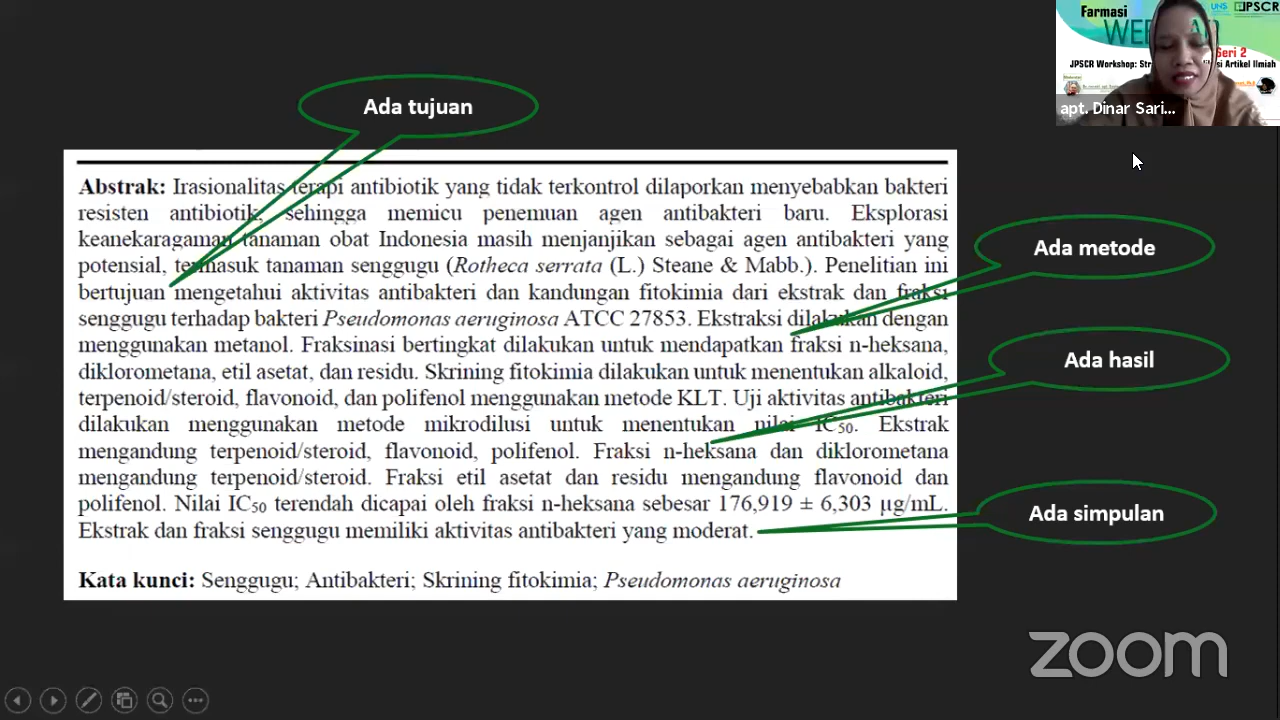 Farmasi
UNS
JPSCR
Seri 2
JPSCR Workshop:
Artikel Ilmiah
apt. Dinar Sari...
Ada tujuan
Abstrak: Irasionalitas terapi antibiotik yang tidak terkontrol dilaporkan menyebabkan bakteri
resisten antibiotik, sehingga memicu penemuan agen antibakteri baru. Eksplorasi
keanekaragaman tanaman obat Indonesia masih menjanjikan sebagai agen antibakteri yang
potensial, termasuk tanaman senggugu (Rotheca serrata (L.) Steane & Mabb.). Penelitian ini
bertujuan mengetahui aktivitas antibakteri dan kandungan fitokimia dari ekstrak dan fraksi
senggugu terhadap bakteri Pseudomonas aeruginosa ATCC 27853. Ekstraksi dilakukan dengan
menggunakan metanol. Fraksinasi bertingkat dilakukan untuk mendapatkan fraksi n-heksana,
diklorometana, etil asetat, dan residu. Skrining fitokimia dilakukan untuk menentukan alkaloid,
terpenoid/steroid, flavonoid, dan polifenol menggunakan metode KLT. Uji aktivitas antibakteri
dilakukan menggunakan metode mikrodilusi untuk menentukan nilai IC50. Ekstrak
mengandung terpenoid/steroid, flavonoid, polifenol. Fraksi n-heksana dan diklorometana
mengandung terpenoid/steroid. Fraksi etil asetat dan residu mengandung flavonoid dan
polifenol. Nilai IC50 terendah dicapai oleh fraksi n-heksana sebesar 176,919 ± 6,303 µg/mL.
Ekstrak dan fraksi senggugu memiliki aktivitas antibakteri yang moderat.
Kata kunci: Senggugu; Antibakteri; Skrining fitokimia; Pseudomonas aeruginosa
Ada metode
Ada hasil
Ada simpulan
zoom